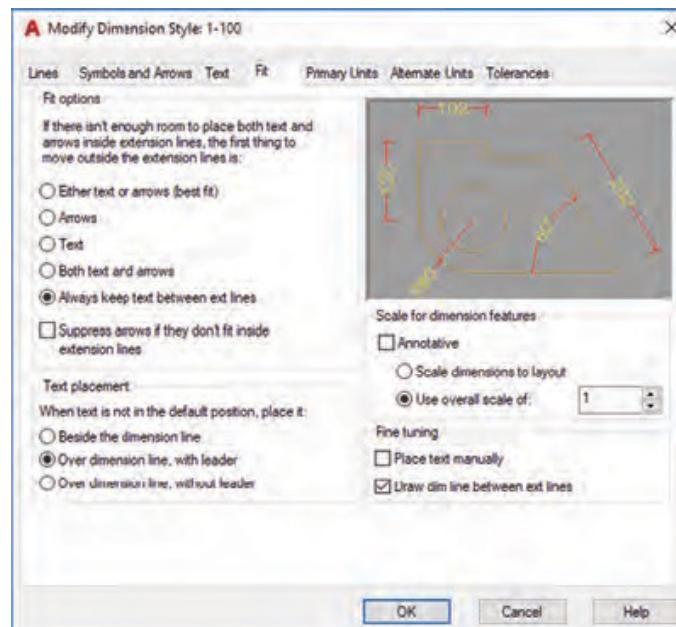 Modify Dimension Style: 1-100
Lines Symbols and Arrows Text Fit Primary Units Alternate Units Tolerances
Fit options
If there isn't enough room to place both text and
arrows inside extension lines, the first thing to
move outside the extension lines is:
Either text or arrows (best fit)
Arrows
Text
Both text and arrows
Always keep text between ext lines
Suppress arrows if they don't fit inside
extension lines
Text placement
When text is not in the default position, place it:
Beside the dimension line
Over dimension line, with leader
Over dimension line, without leader
102
Scale for dimension features
Annotative
Scale dimensions to layout
Use overall scale of: 1
Fine tuning
Place text manually
Draw dim line between ext lines
OK Cancel Help